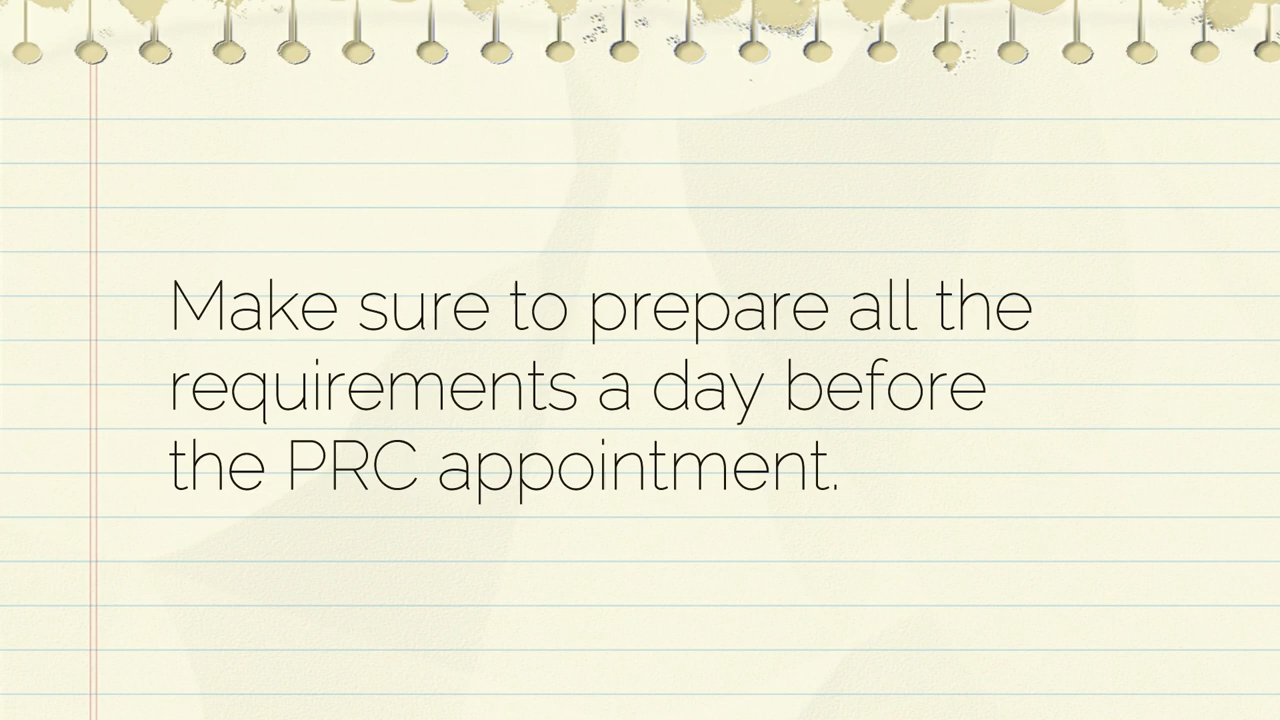 Make sure to prepare all the
requirements a day before
the PRC appointment.